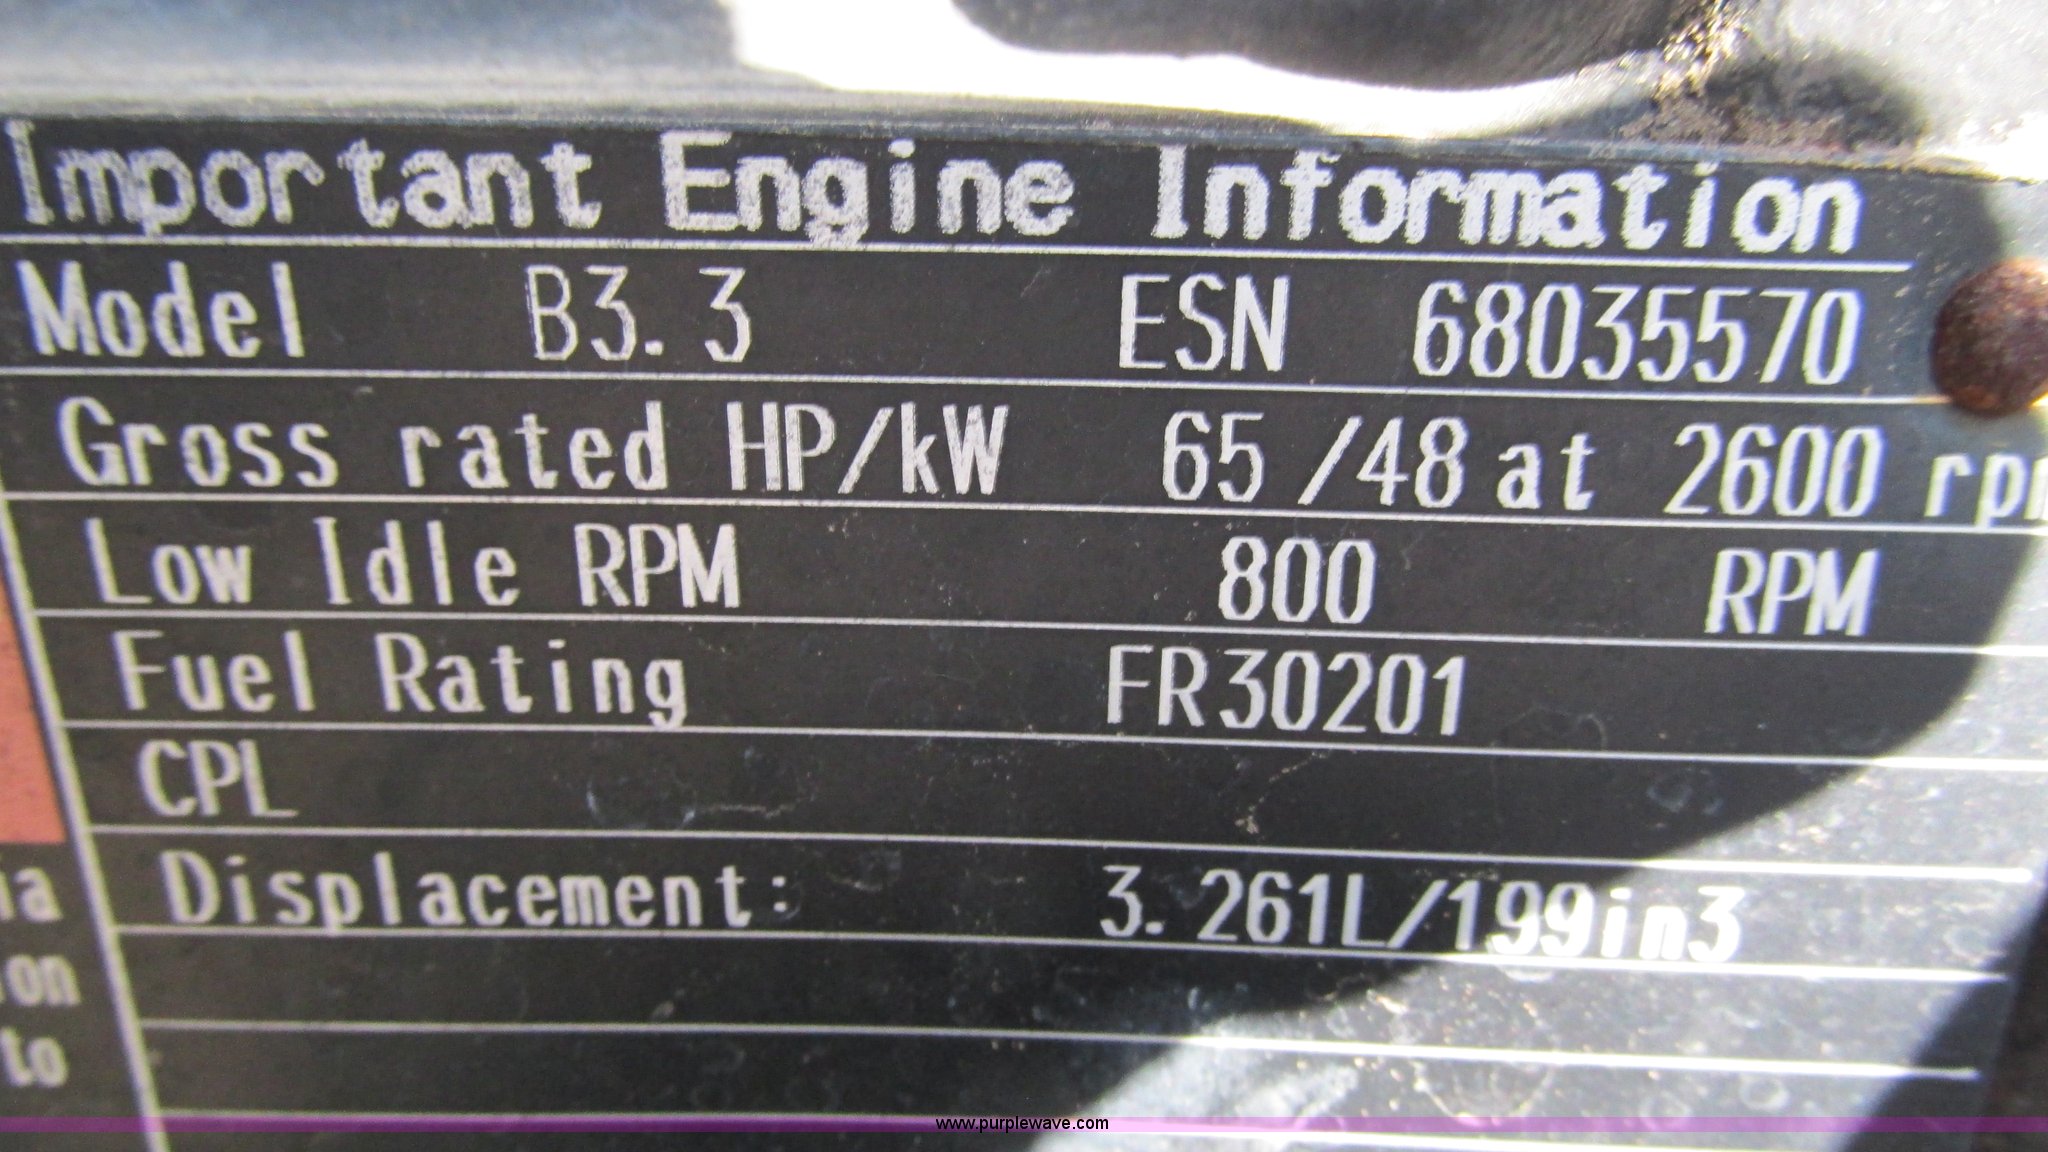 Important Engine Information
Model B3.3 ESN 68035570
Gross rated HP/kW 65 /48 at 2600
Low Idle RPM 800 RPM
Fuel Rating FR30201
CPL
Displacement: 3.261L/199in3
to
www.purplewave.com